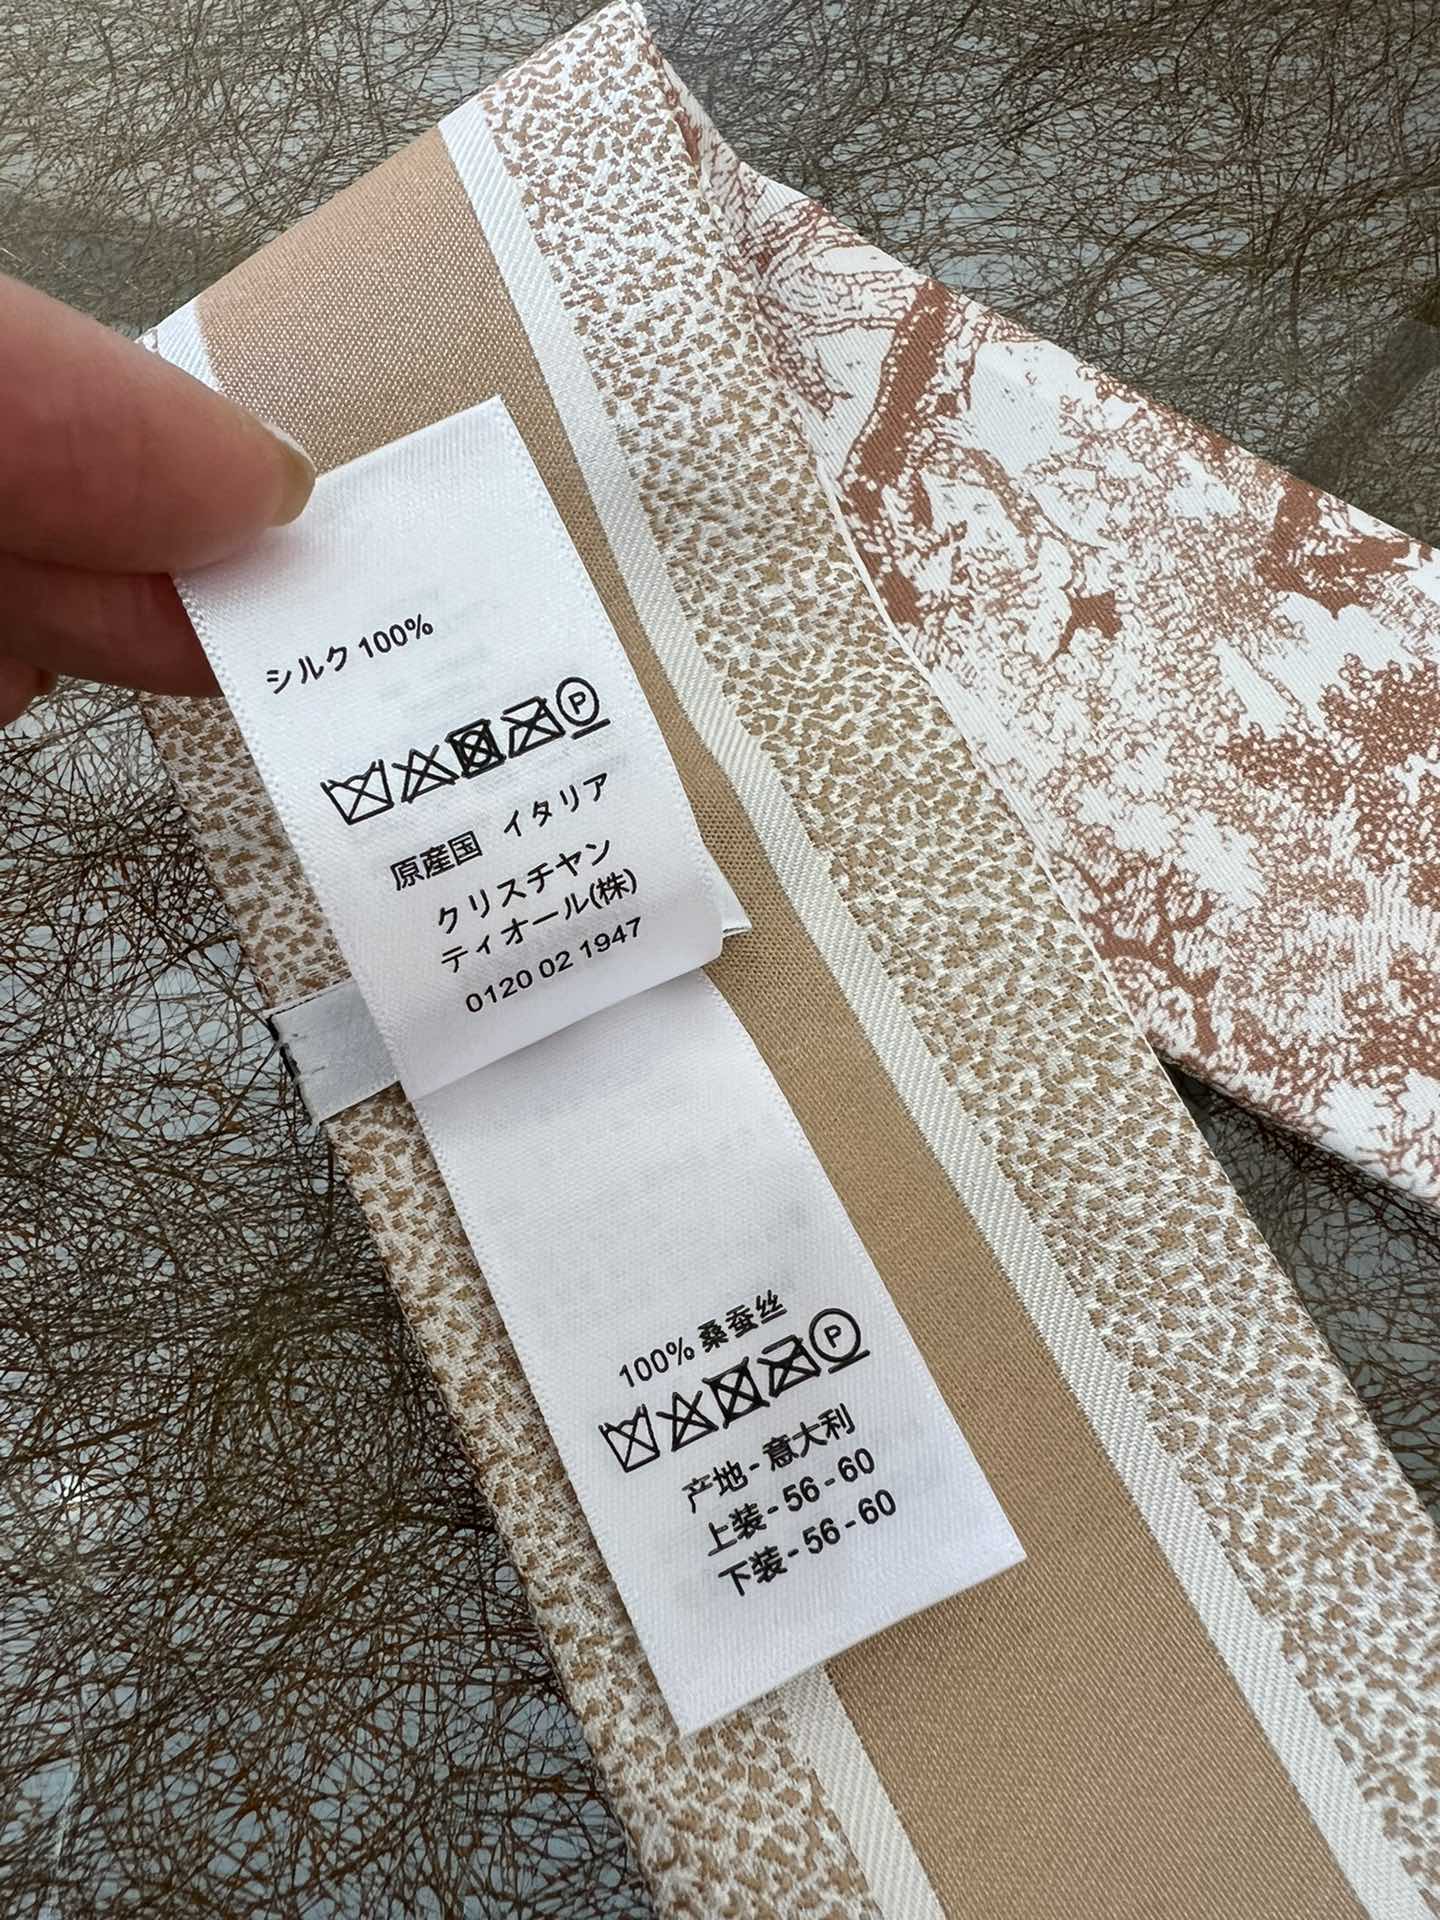 シルク 100%
P
原産国 イタリア
クリスチャン
ディオール(株)
0120 02 1947
100% 桑蚕丝
P
产地 - 意大利
上装 - 56 - 60
下装 - 56 - 60